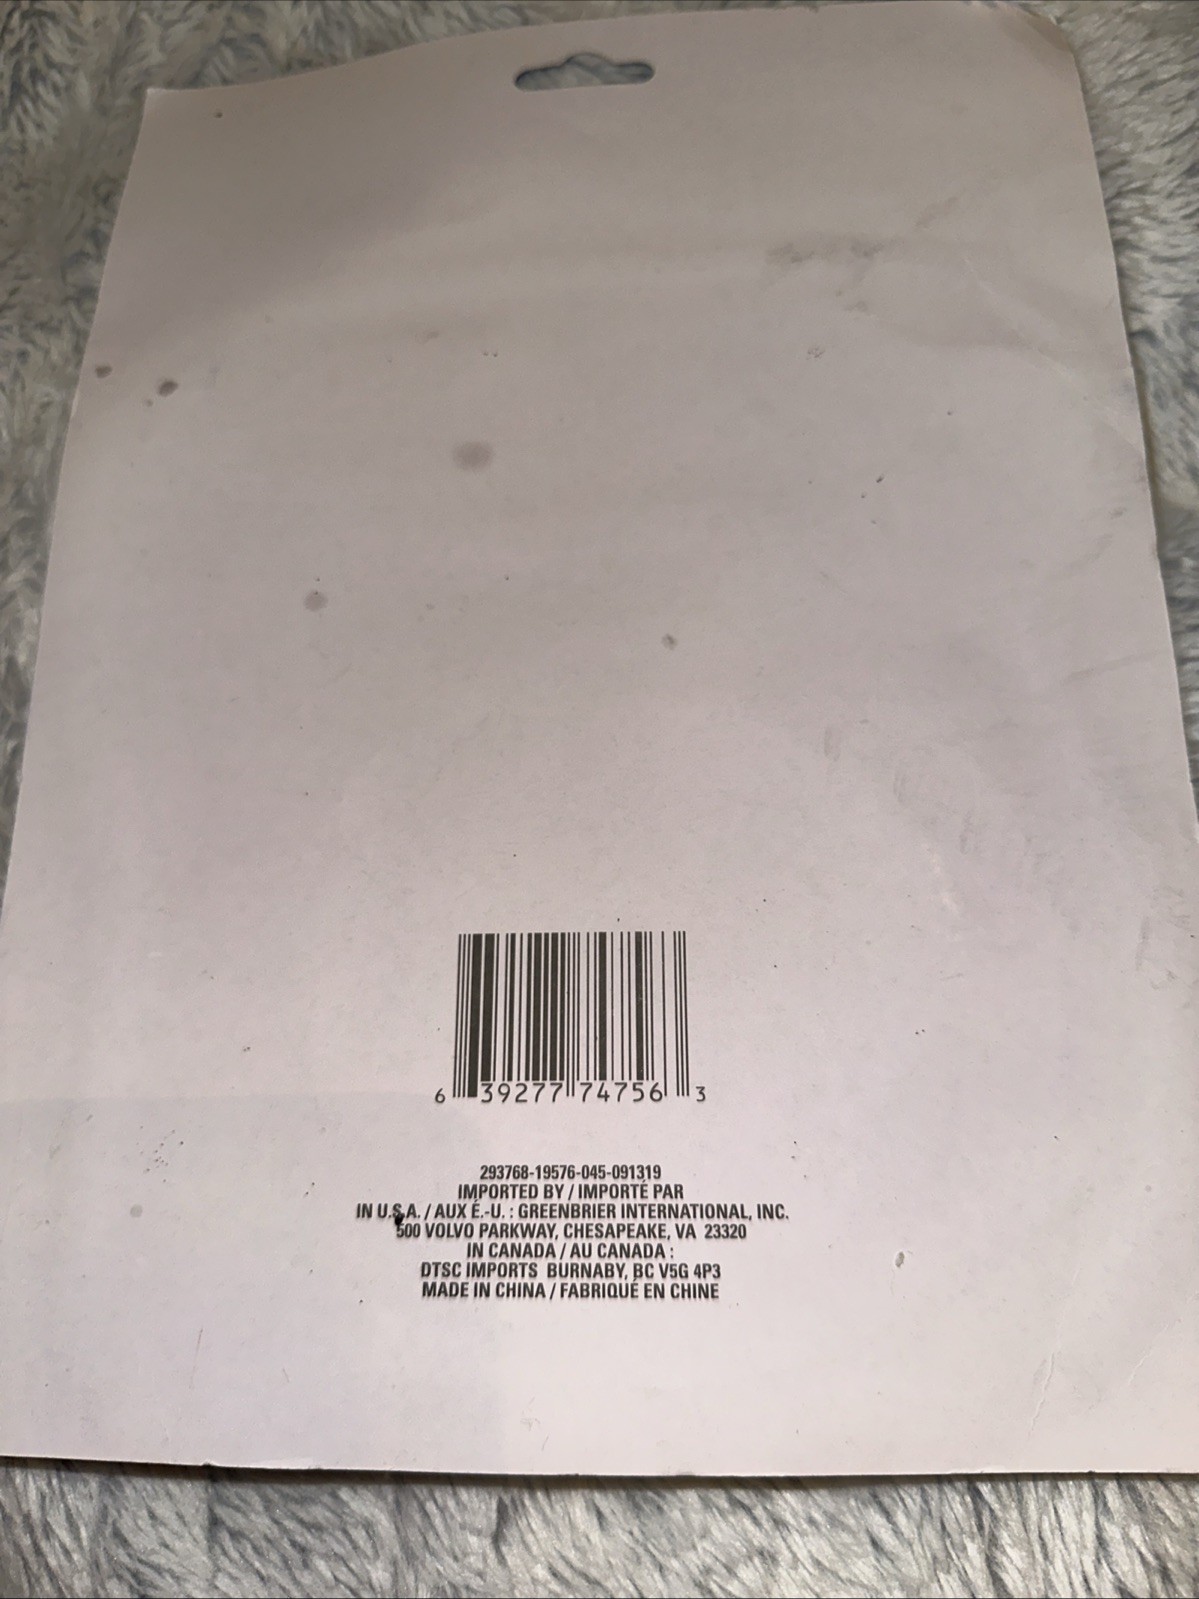 6 39277 74756 3
293768-19576-045-091319
IMPORTED BY / IMPORTÉ PAR
IN U.S.A. / AUX É.-U. : GREENBRIER INTERNATIONAL, INC.
500 VOLVO PARKWAY, CHESAPEAKE, VA 23320
IN CANADA / AU CANADA :
DTSC IMPORTS BURNABY, BC V5G 4P3
MADE IN CHINA / FABRIQUÉ EN CHINE